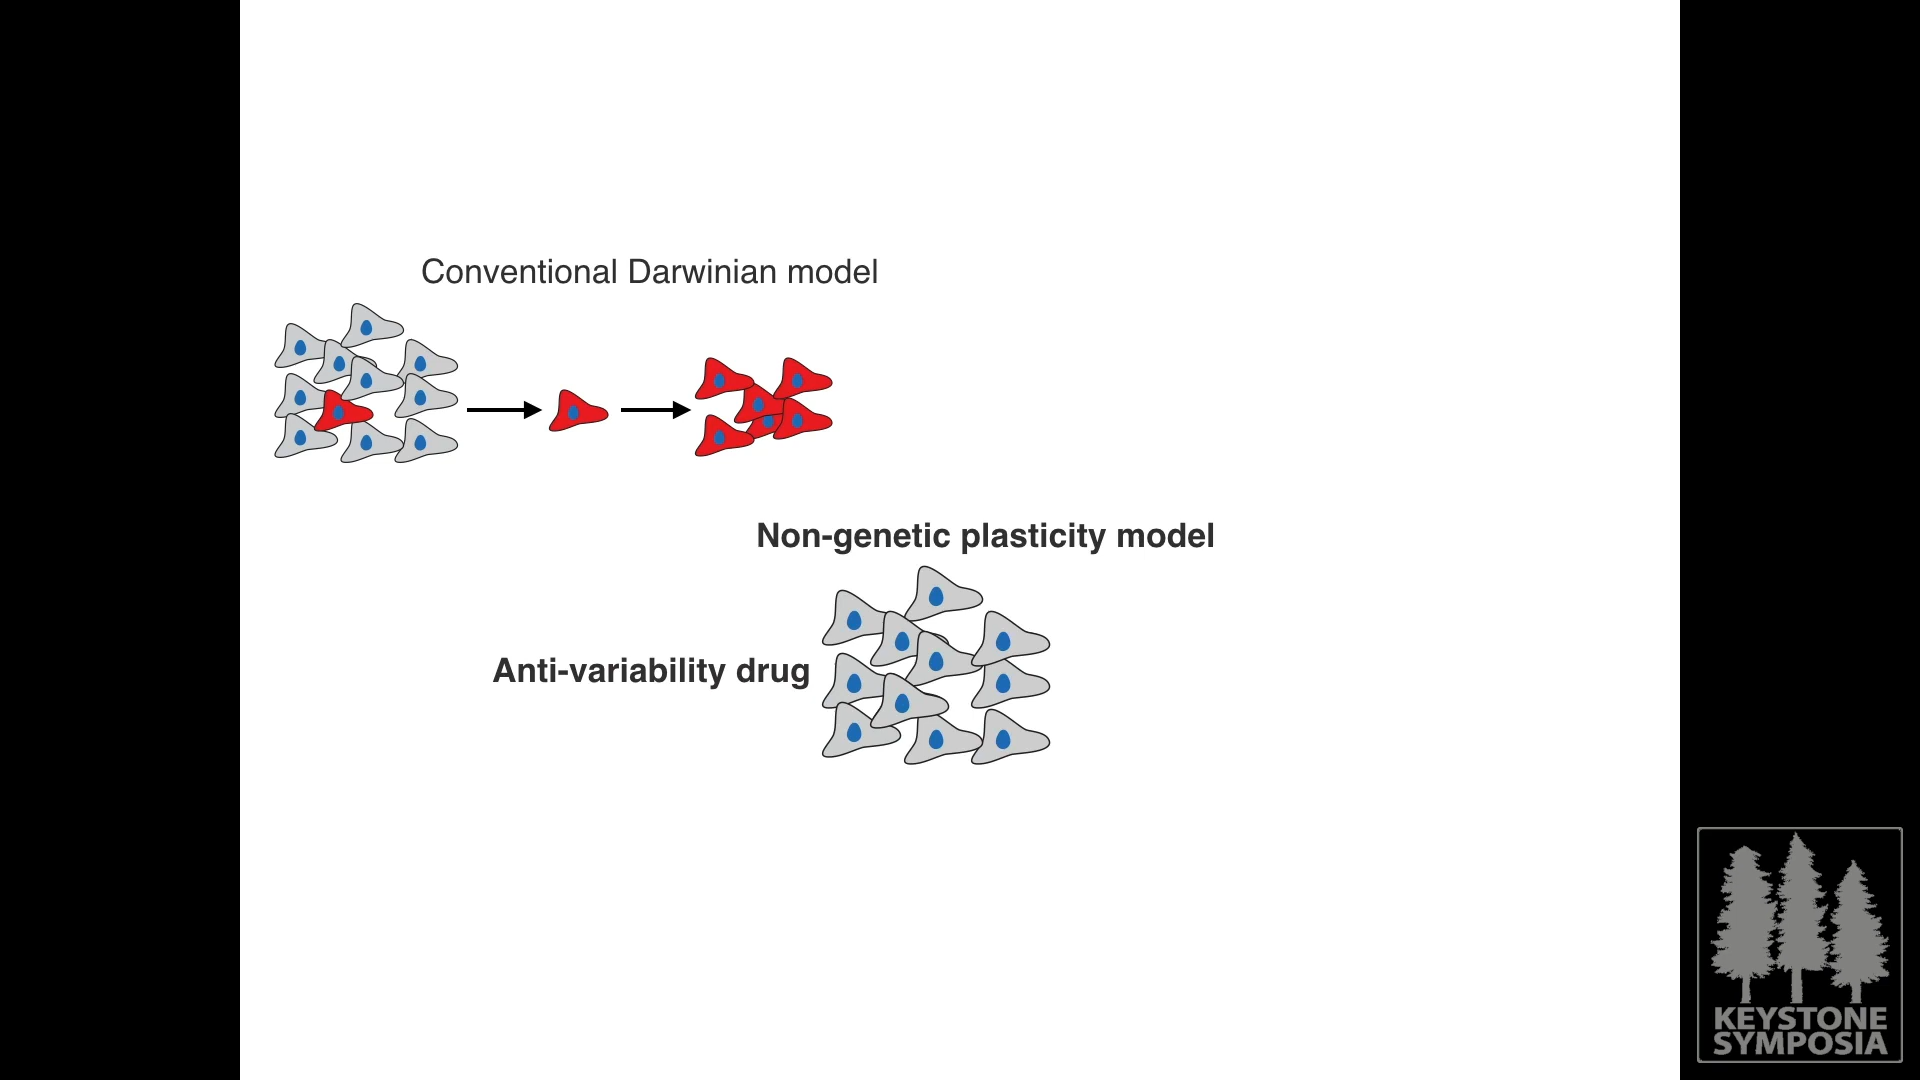 Conventional Darwinian model
Non-genetic plasticity model
Anti-variability drug
KEYSTONE
SYMPOSIA